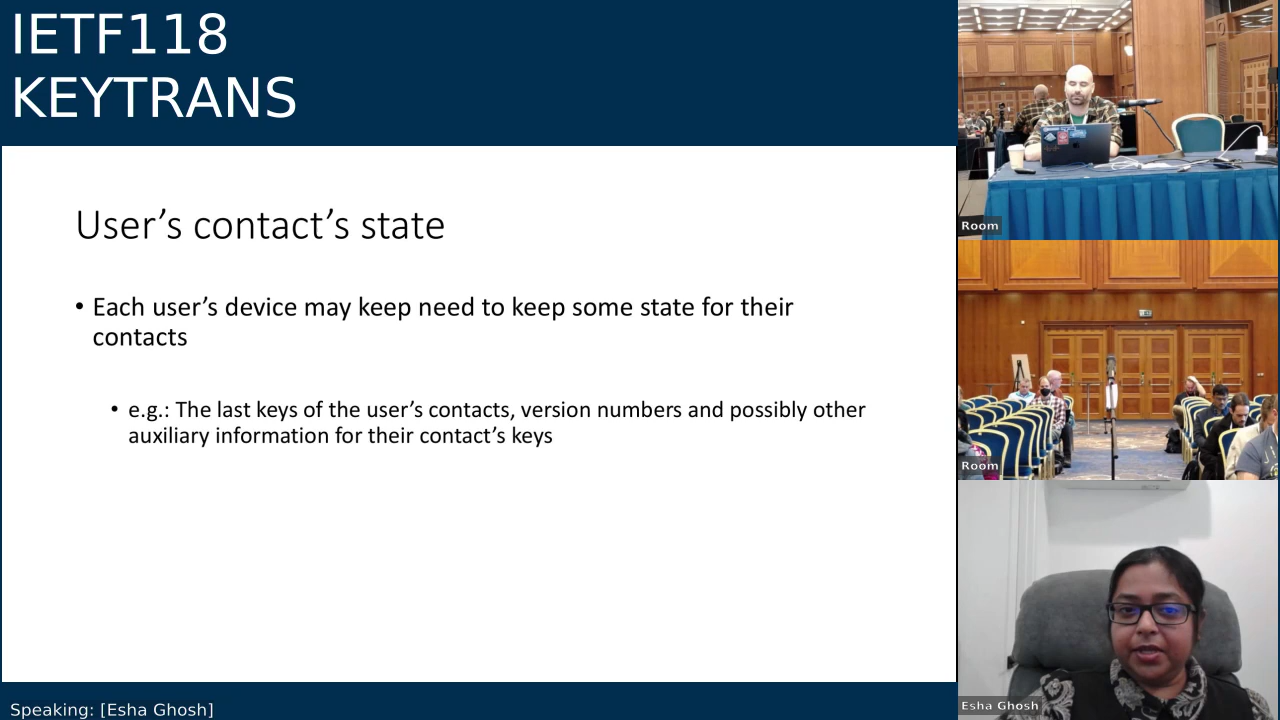 IETF118
KEYTRANS
User’s contact’s state
• Each user’s device may keep need to keep some state for their
contacts
• e.g.: The last keys of the user’s contacts, version numbers and possibly other
auxiliary information for their contact’s keys
Speaking: [Esha Ghosh]
Room
Room
Esha Ghosh